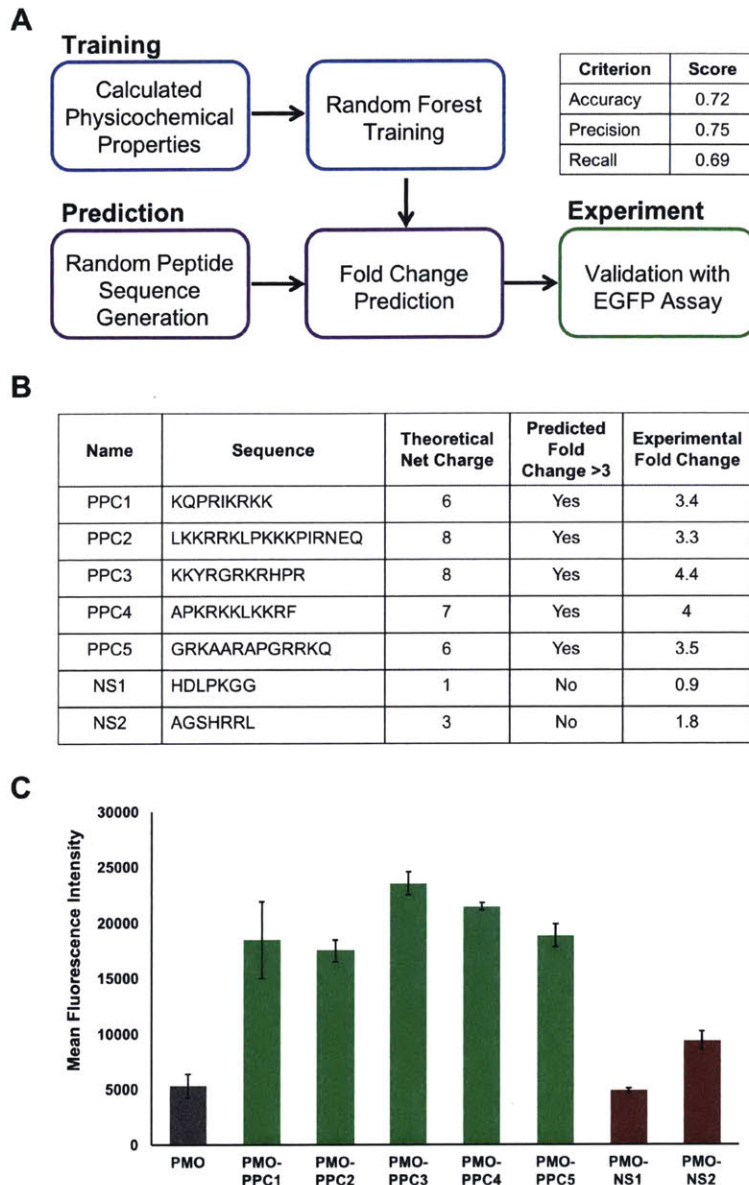 A
Training
Calculated
Physicochemical
Properties
Random Forest
Training
Criterion Score
Accuracy 0.72
Precision 0.75
Recall 0.69
Prediction
Random Peptide
Sequence
Generation
Fold Change
Prediction
Experiment
Validation with
EGFP Assay
B
Name Sequence Theoretical Net Charge Predicted Fold Change >3 Experimental Fold Change
PPC1 KQPRIKRKK 6 Yes 3.4
PPC2 LKKRRKLPKKKPIRNEQ 8 Yes 3.3
PPC3 KKYRGRKRHPR 8 Yes 4.4
PPC4 APKRKKLKKRF 7 Yes 4
PPC5 GRKAARAPGRRKQ 6 Yes 3.5
NS1 HDLPKGG 1 No 0.9
NS2 AGSHRRL 3 No 1.8
C
Mean Fluorescence Intensity
30000
25000
20000
15000
10000
5000
0
PMO
PMO-
PPC1
PMO-
PPC2
PMO-
PPC3
PMO-
PPC4
PMO-
PPC5
PMO-
NS1
PMO-
NS2